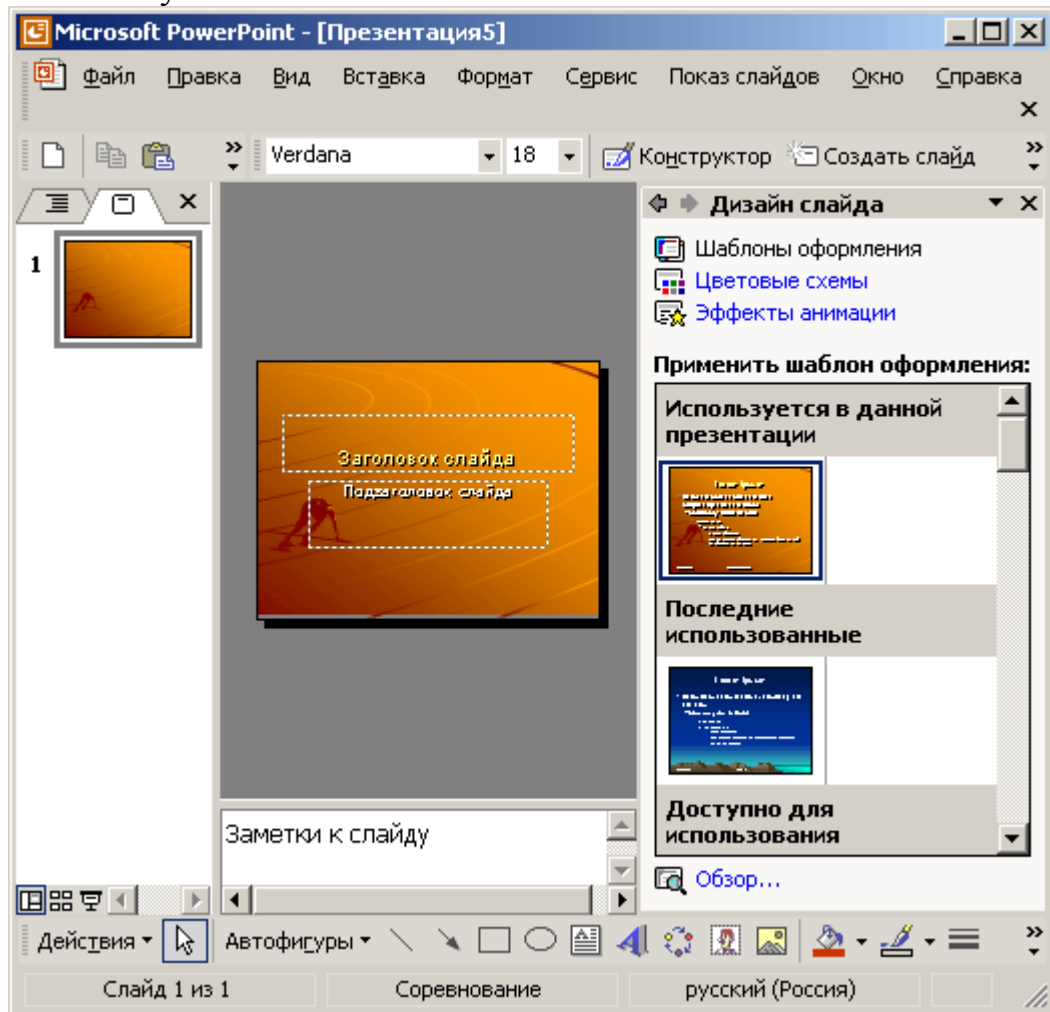 Microsoft PowerPoint - [Презентация5]
Файл Правка Вид Вставка Формат Сервис Показ слайдов Окно Справка
Verdana 18 Конструктор Создать слайд
Дизайн слайда
Шаблоны оформления
Цветовые схемы
Эффекты анимации
1
Применить шаблон оформления:
Используется в данной
презентации
Заголовок слайда
Подзаголовок слайда
Последние
использованные
Доступно для
использования
Заметки к слайду
Обзор...
Действия Автофигуры
Слайд 1 из 1 Соревнование русский (Россия)